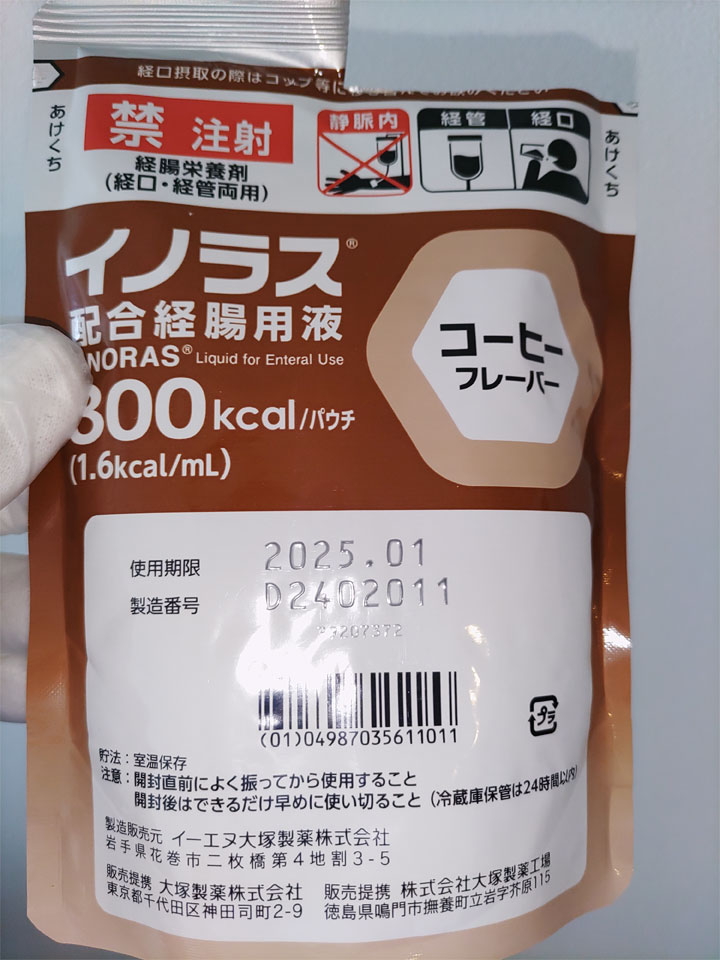 経口摂取の際はコップ等に
あけくち
あけくち
禁 注射
経腸栄養剤
(経口・経管両用)
静脈内
経管
経口
イノラス®
配合経腸用液
NORAS® Liquid for Enteral Use
300kcal/パウチ
(1.6kcal/mL)
コーヒー
フレーバー
使用期限 2025.01
製造番号 D2402011
9207372
(01)04987035611011
プラ
貯法：室温保存
注意：開封直前によく振ってから使用すること
開封後はできるだけ早めに使い切ること（冷蔵庫保管は24時間以内）
製造販売元 イーエヌ大塚製薬株式会社
岩手県花巻市二枚橋第4地割3-5
販売提携 大塚製薬株式会社
東京都千代田区神田司町2-9
販売提携 株式会社大塚製薬工場
徳島県鳴門市撫養町立岩字芥原115